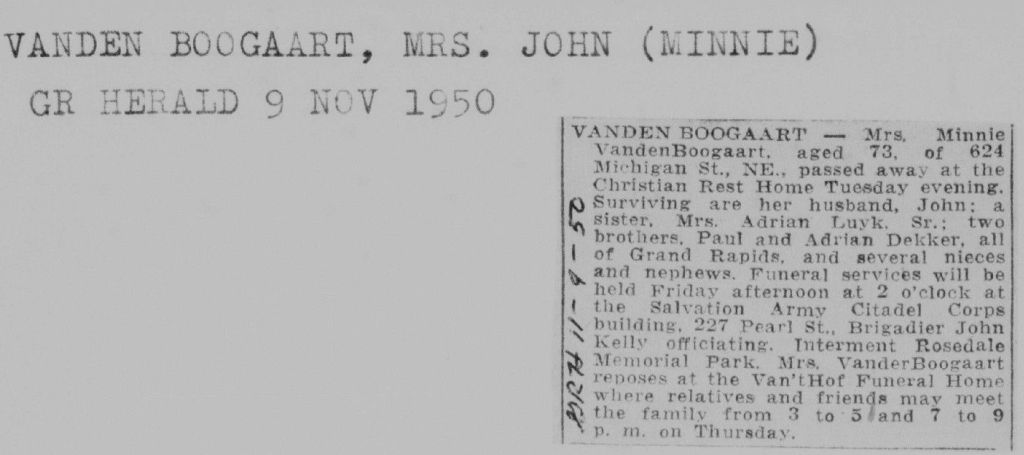 VANDEN BOOGAART, MRS. JOHN (MINNIE)
GR HERALD 9 NOV 1950
VANDEN BOOGAART — Mrs. Minnie
VandenBoogaart, aged 73, of 624
Michigan St., NE., passed away at the
Christian Rest Home Tuesday evening.
Surviving are her husband, John; a
sister, Mrs. Adrian Luyk, Sr.; two
brothers, Paul and Adrian Dekker, all
of Grand Rapids, and several nieces
and nephews. Funeral services will be
held Friday afternoon at 2 o'clock at
the Salvation Army Citadel Corps
building, 227 Pearl St., Brigadier John
Kelly officiating. Interment Rosedale
Memorial Park. Mrs. VanderBoogaart
reposes at the Van'tHof Funeral Home
where relatives and friends may meet
the family from 3 to 5 and 7 to 9
p. m. on Thursday.
GRH 11-9-50